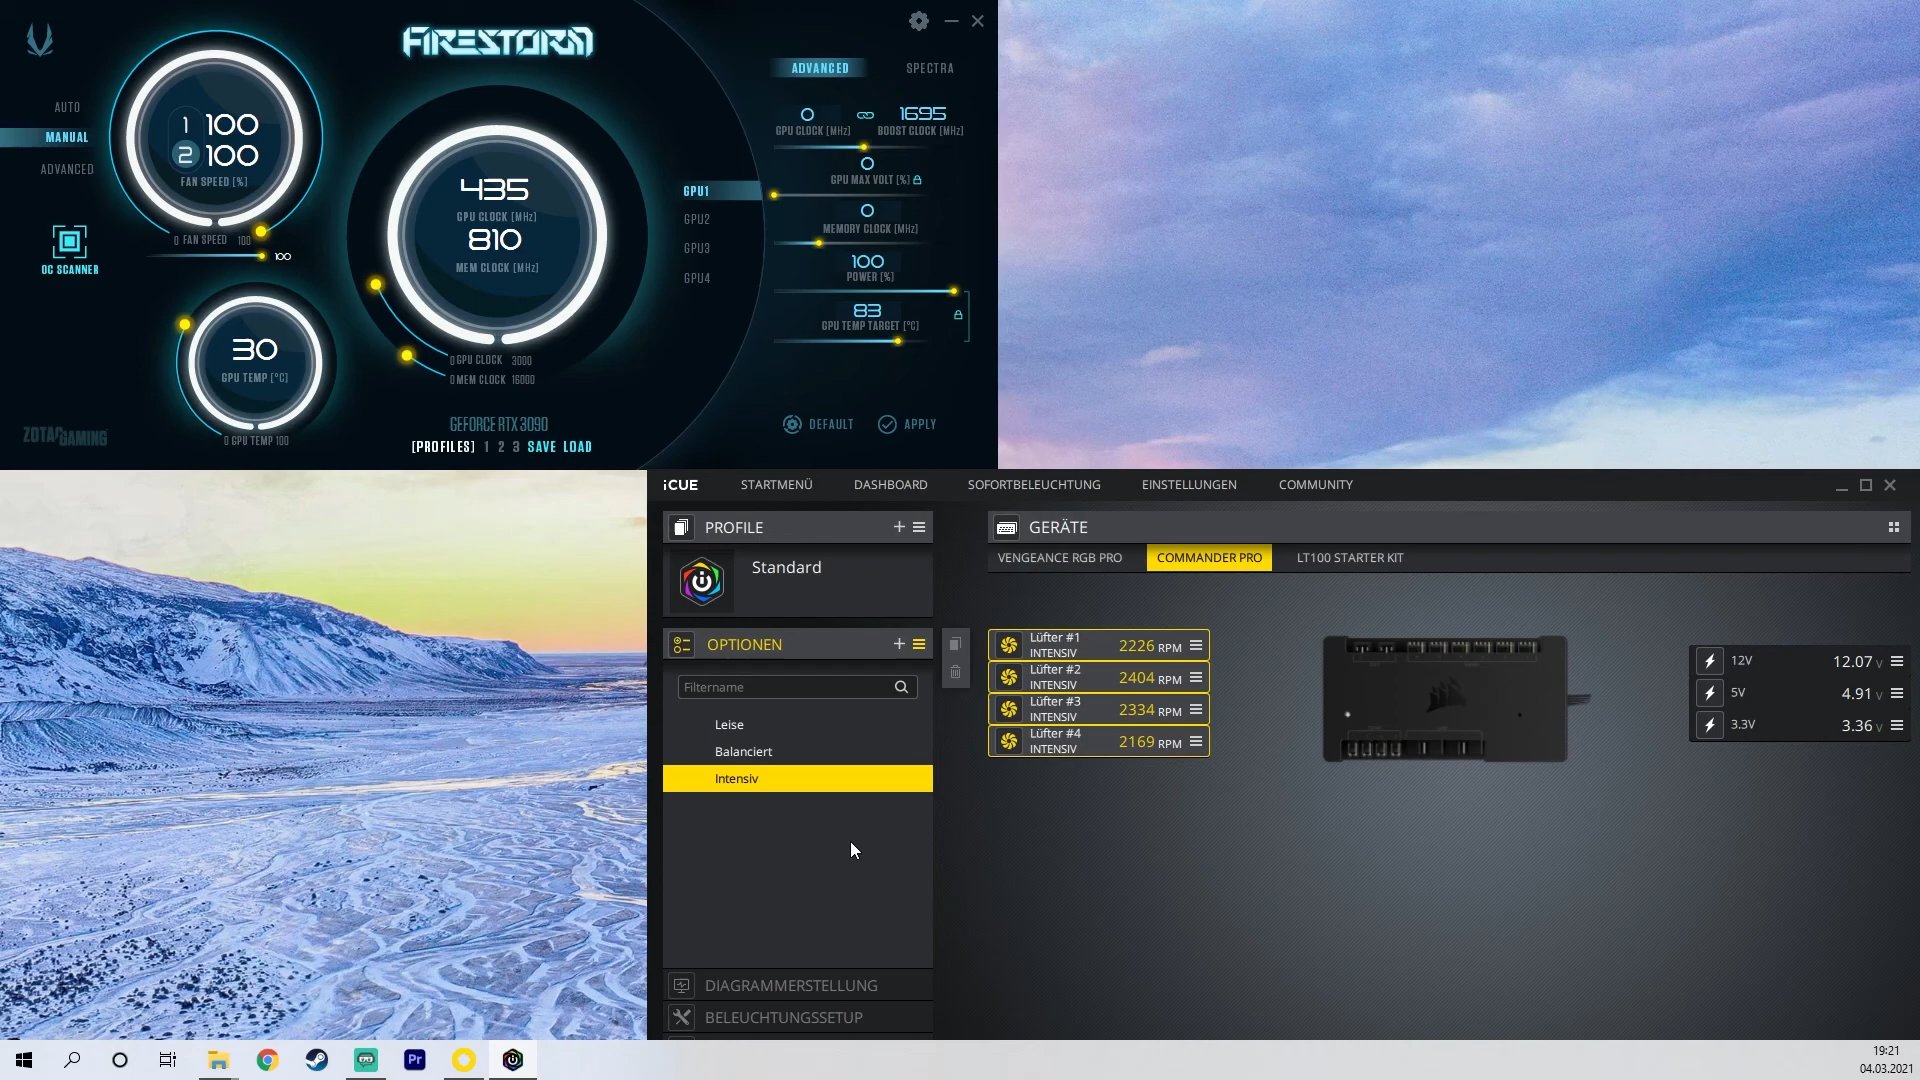 FIRESTORM
ADVANCED
SPECTRA
AUTO
MANUAL
ADVANCED
OC SCANNER
1 100
2 100
FAN SPEED [%]
0 FAN SPEED 100
100
435
GPU CLOCK [MHz]
810
MEM CLOCK [MHz]
0 GPU CLOCK 3000
0 MEM CLOCK 16000
30
GPU TEMP [°C]
0 GPU TEMP 100
GPU1
GPU2
GPU3
GPU4
0
GPU CLOCK [MHz]
1695
BOOST CLOCK [MHz]
0
GPU MAX VOLT [%]
0
MEMORY CLOCK [MHz]
100
POWER [%]
83
GPU TEMP TARGET [°C]
DEFAULT
APPLY
ZOTAC GAMING
GEFORCE RTX 3090
[PROFILES] 1 2 3 SAVE LOAD
iCUE
STARTMENÜ
DASHBOARD
SOFORTBELEUCHTUNG
EINSTELLUNGEN
COMMUNITY
PROFILE
Standard
OPTIONEN
Filtername
Leise
Balanciert
Intensiv
DIAGRAMMERSTELLUNG
BELEUCHTUNGSSETUP
GERÄTE
VENGEANCE RGB PRO
COMMANDER PRO
LT100 STARTER KIT
Lüfter #1
INTENSIV
2226 RPM
Lüfter #2
INTENSIV
2404 RPM
Lüfter #3
INTENSIV
2334 RPM
Lüfter #4
INTENSIV
2169 RPM
12V 12.07 V
5V 4.91 V
3.3V 3.36 V
Pr
19:21
04.03.2021